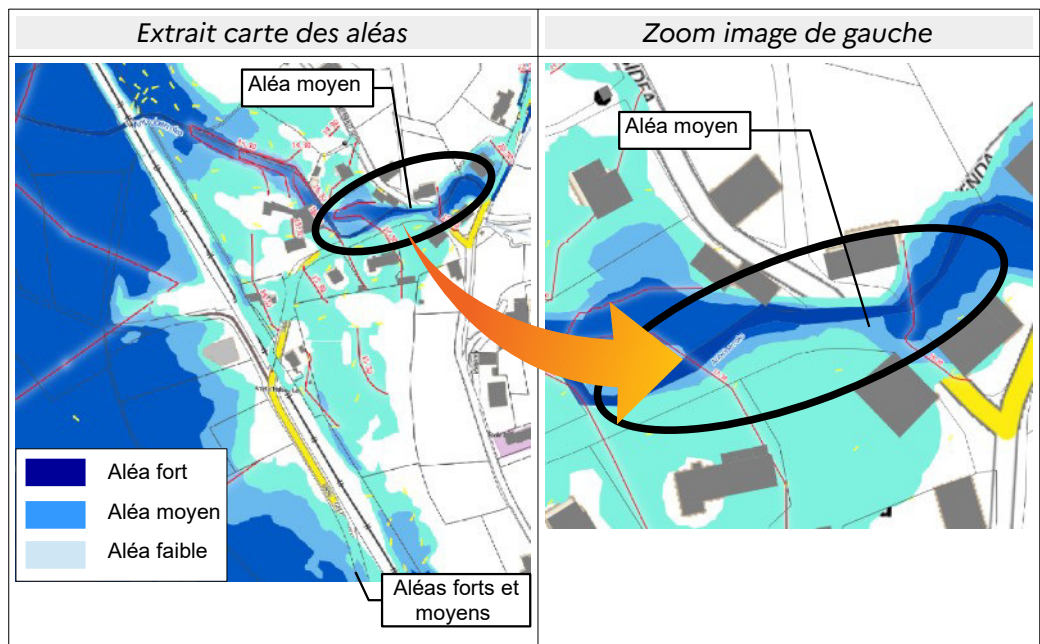 Extrait carte des aléas
Zoom image de gauche
Aléa moyen
Aléa moyen
Aléa fort
Aléa moyen
Aléa faible
Aléas forts et
moyens